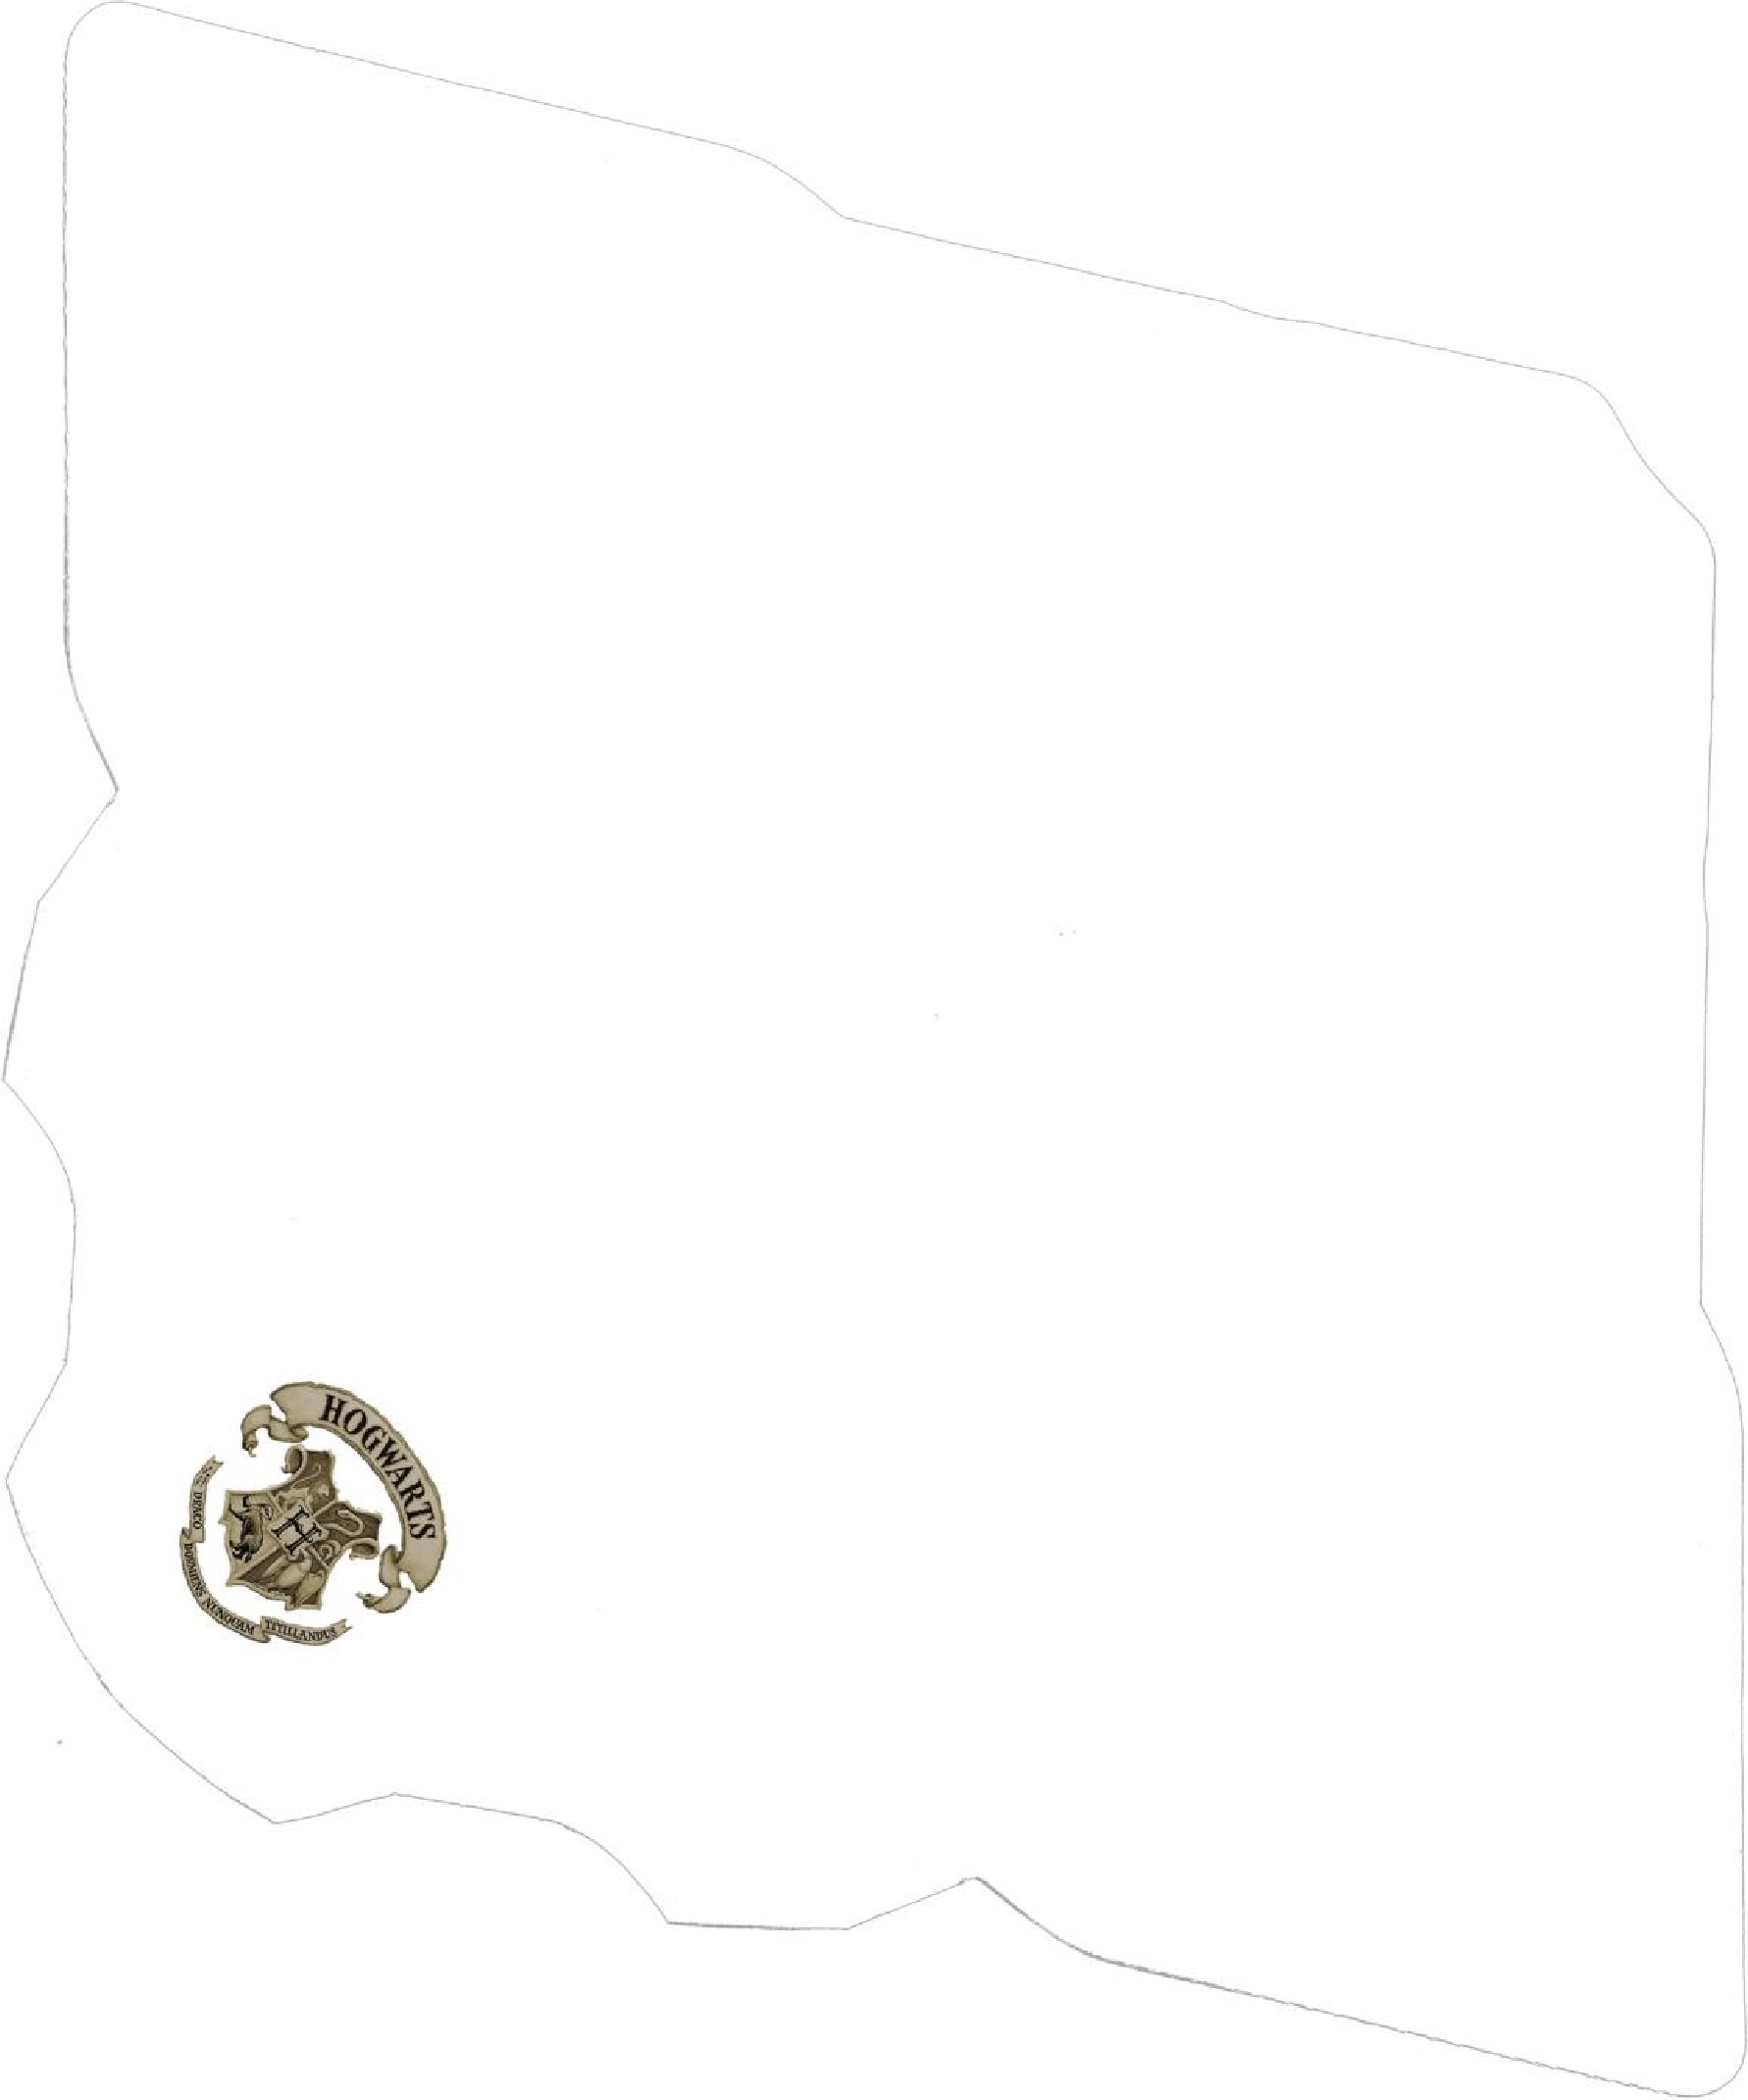 HOGWARTS
H
DRACO
DORMIENS NUNQUAM
TITILLANDUS